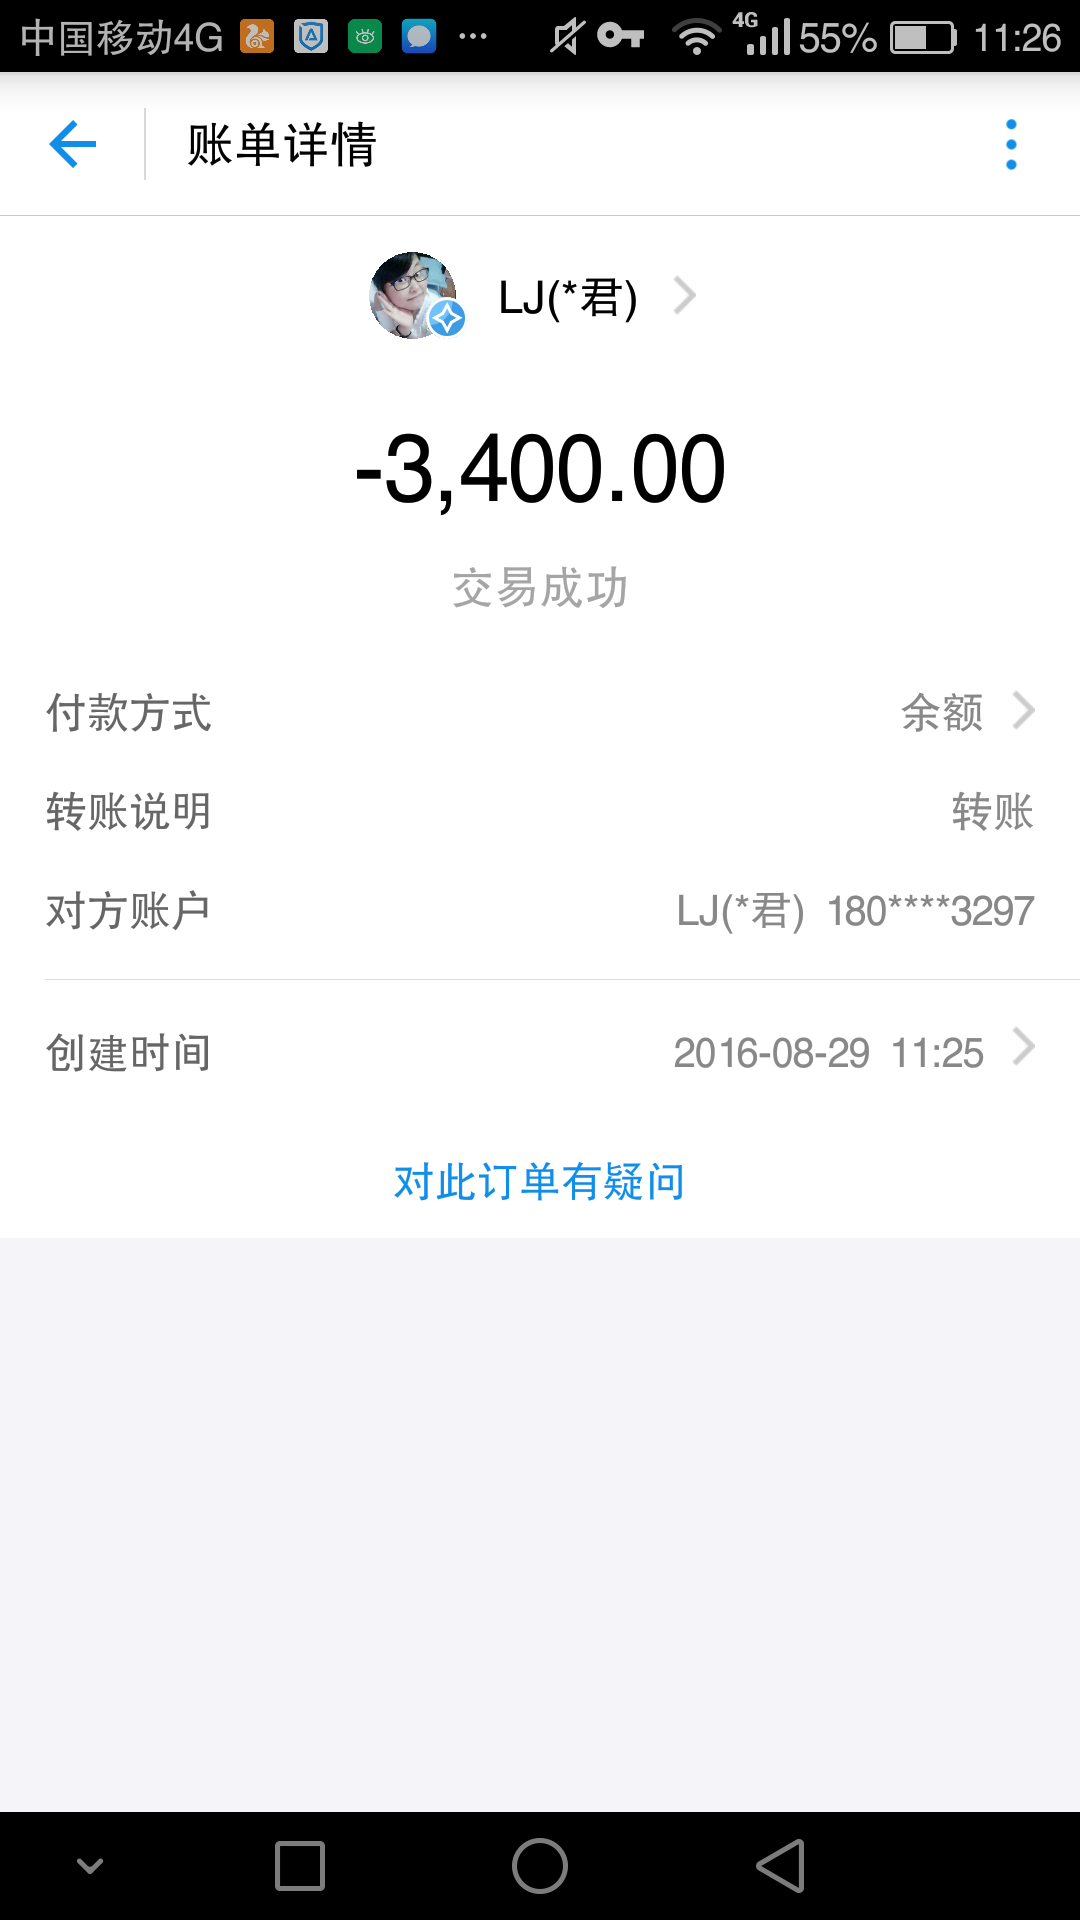 中国移动4G ··· 4G 55% 11:26
账单详情
LJ(*君)
-3,400.00
交易成功
付款方式 余额
转账说明 转账
对方账户 LJ(*君) 180****3297
创建时间 2016-08-29 11:25
对此订单有疑问